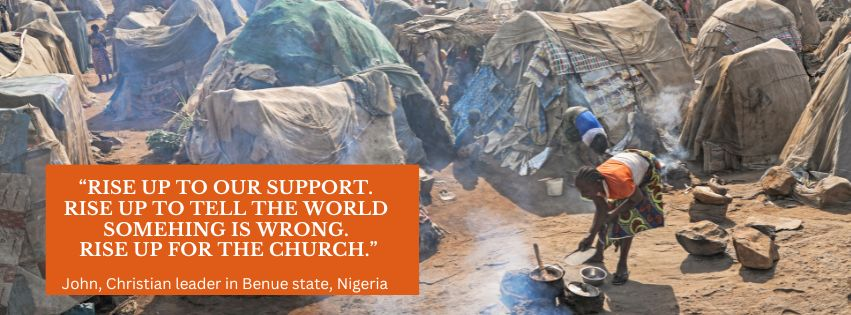 “RISE UP TO OUR SUPPORT.
RISE UP TO TELL THE WORLD
SOMEHING IS WRONG.
RISE UP FOR THE CHURCH.”
John, Christian leader in Benue state, Nigeria